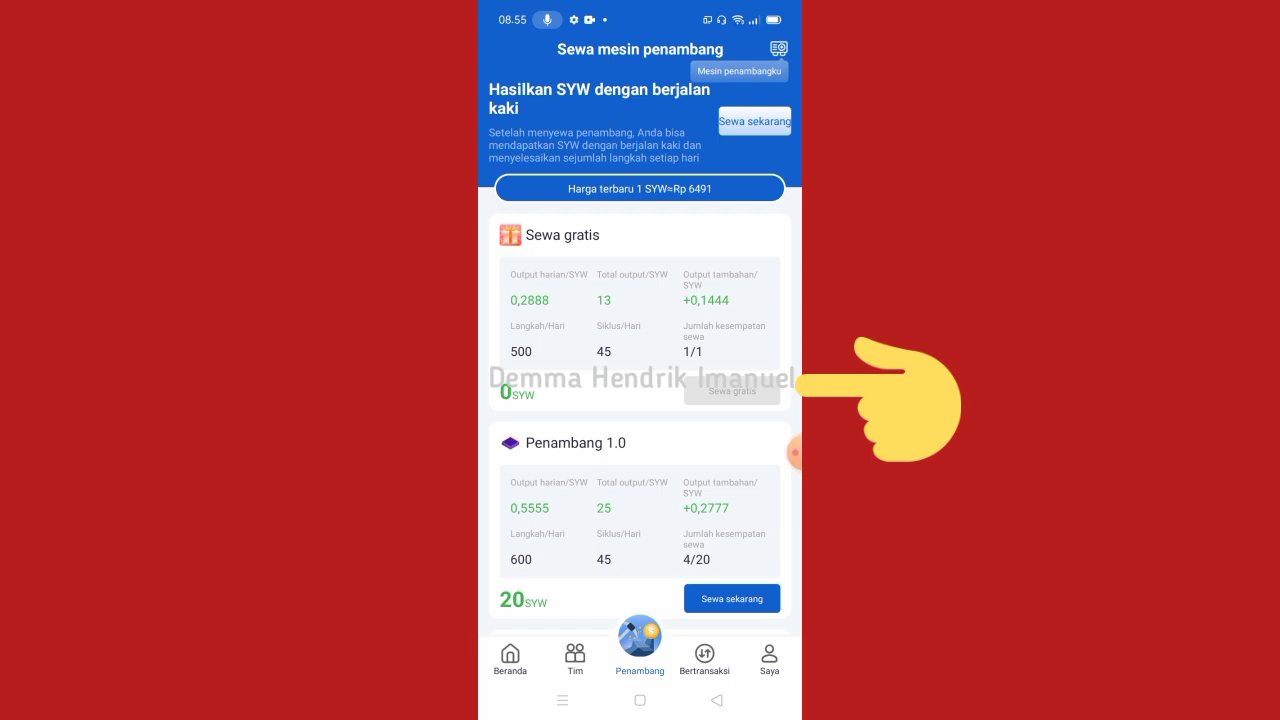 08.55
Sewa mesin penambang
Mesin penambangku
Hasilkan SYW dengan berjalan
kaki
Sewa sekarang
Setelah menyewa penambang, Anda bisa
mendapatkan SYW dengan berjalan kaki dan
menyelesaikan sejumlah langkah setiap hari
Harga terbaru 1 SYW≈Rp 6491
Sewa gratis
Output harian/SYW Total output/SYW Output tambahan/
SYW
0,2888 13 +0,1444
Langkah/Hari Siklus/Hari Jumlah kesempatan
sewa
500 45 1/1
Demma Hendrik Imanuel
0SYW Sewa gratis
Penambang 1.0
Output harian/SYW Total output/SYW Output tambahan/
SYW
0,5555 25 +0,2777
Langkah/Hari Siklus/Hari Jumlah kesempatan
sewa
600 45 4/20
20SYW Sewa sekarang
Beranda Tim Penambang Bertransaksi Saya